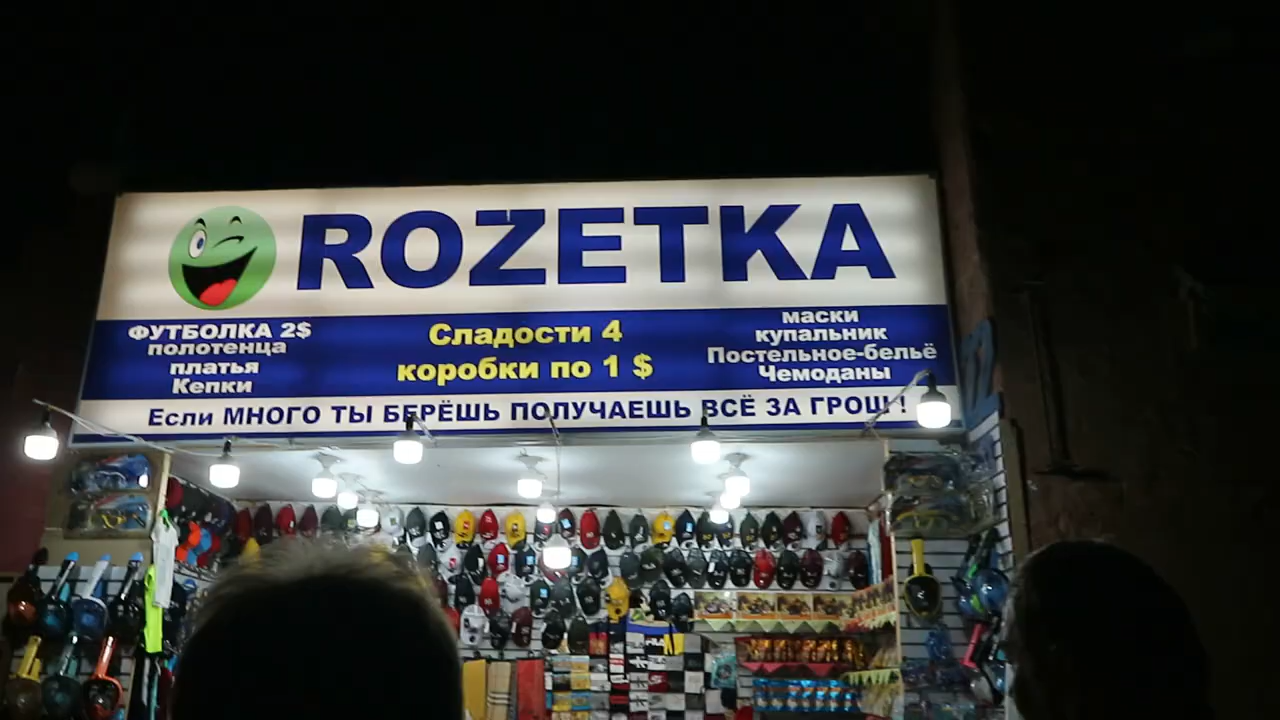 ROZETKA
ФУТБОЛКА 2$
полотенца
платья
Кепки
Сладости 4
коробки по 1 $
маски
купальник
Постельное-бельё
Чемоданы
Если МНОГО ТЫ БЕРЁШЬ ПОЛУЧАЕШЬ ВСЁ ЗА ГРОШ !